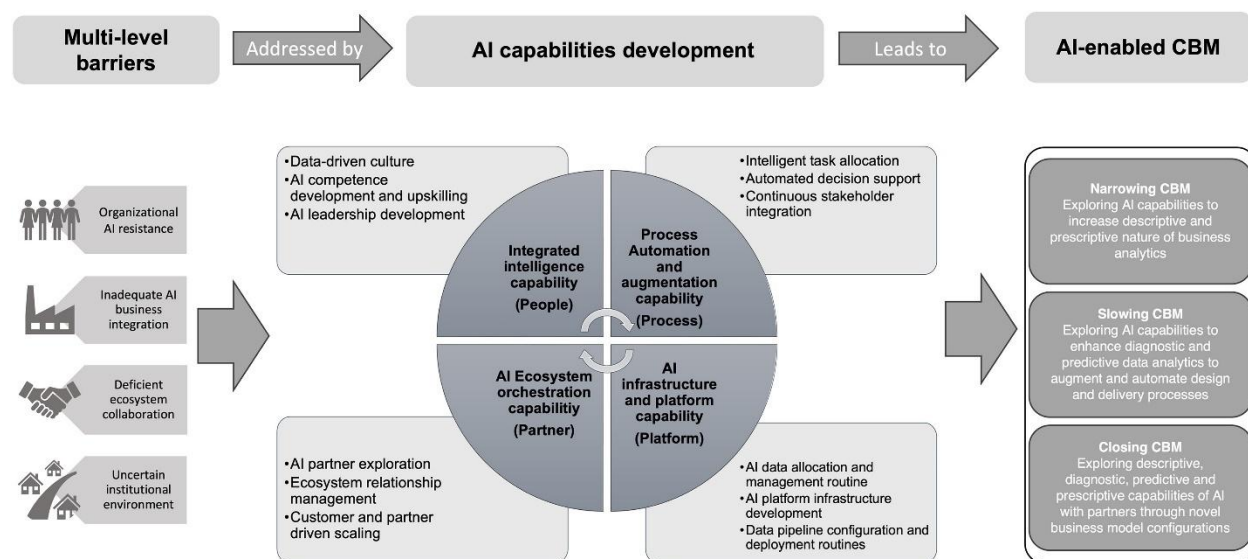 Multi-level
barriers
Addressed by
AI capabilities development
Leads to
AI-enabled CBM
Organizational
AI resistance
Inadequate AI
business
integration
Deficient
ecosystem
collaboration
Uncertain
institutional
environment
•Data-driven culture
•AI competence
development and upskilling
•AI leadership development
•Intelligent task allocation
•Automated decision support
•Continuous stakeholder
integration
Integrated
intelligence
capability
(People)
Process
Automation
and
augmentation
capability
(Process)
AI Ecosystem
orchestration
capabilitiy
(Partner)
AI
infrastructure
and platform
capability
(Platform)
•AI partner exploration
•Ecosystem relationship
management
•Customer and partner
driven scaling
•AI data allocation and
management routine
•AI platform infrastructure
development
•Data pipeline configuration and
deployment routines
Narrowing CBM
Exploring AI capabilities to
increase descriptive and
prescriptive nature of business
analytics
Slowing CBM
Exploring AI capabilities to
enhance diagnostic and
predictive data analytics to
augment and automate design
and delivery processes
Closing CBM
Exploring descriptive,
diagnostic, predictive and
prescriptive capabilities of AI
with partners through novel
business model configurations